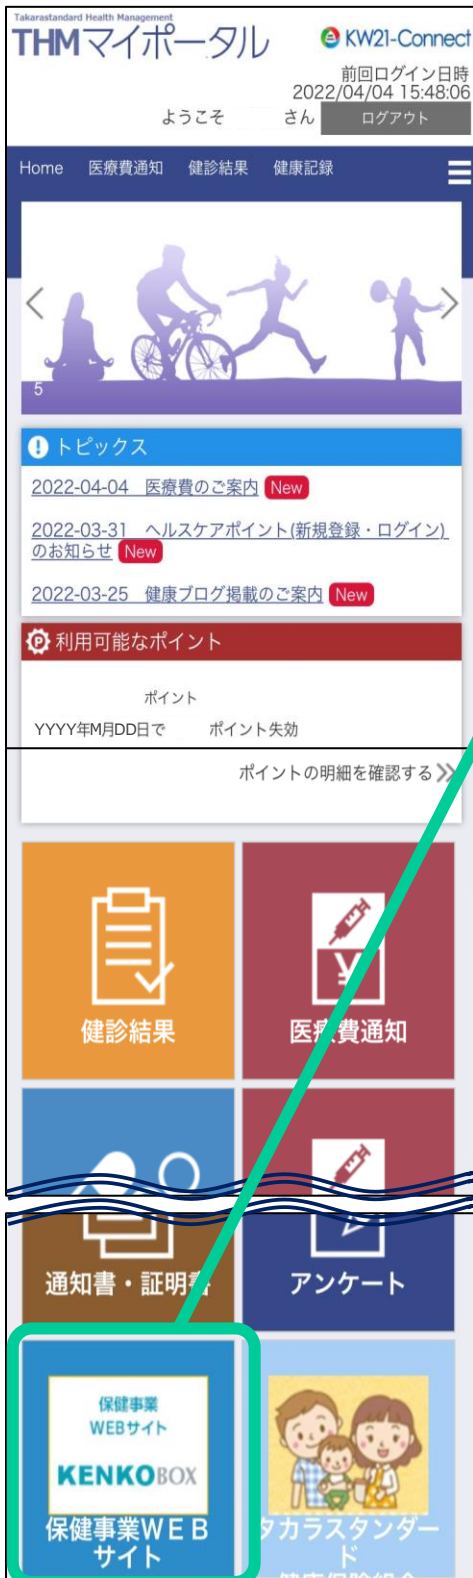 Takarastandard Health Management
THMマイポータル
KW21-Connect
前回ログイン日時
2022/04/04 15:48:06
ようこそ さん ログアウト
Home 医療費通知 健診結果 健康記録
5
トピックス
2022-04-04 医療費のご案内 New
2022-03-31 ヘルスケアポイント(新規登録・ログイン)
のお知らせ New
2022-03-25 健康ブログ掲載のご案内 New
利用可能なポイント
ポイント
YYYY年M月DD日で ポイント失効
ポイントの明細を確認する
¥
健診結果 医療費通知
通知書・証明書 アンケート
保健事業
WEBサイト
KENKOBOX
保健事業WEB
サイト
タカラスタンダー
ド
健康保険組合